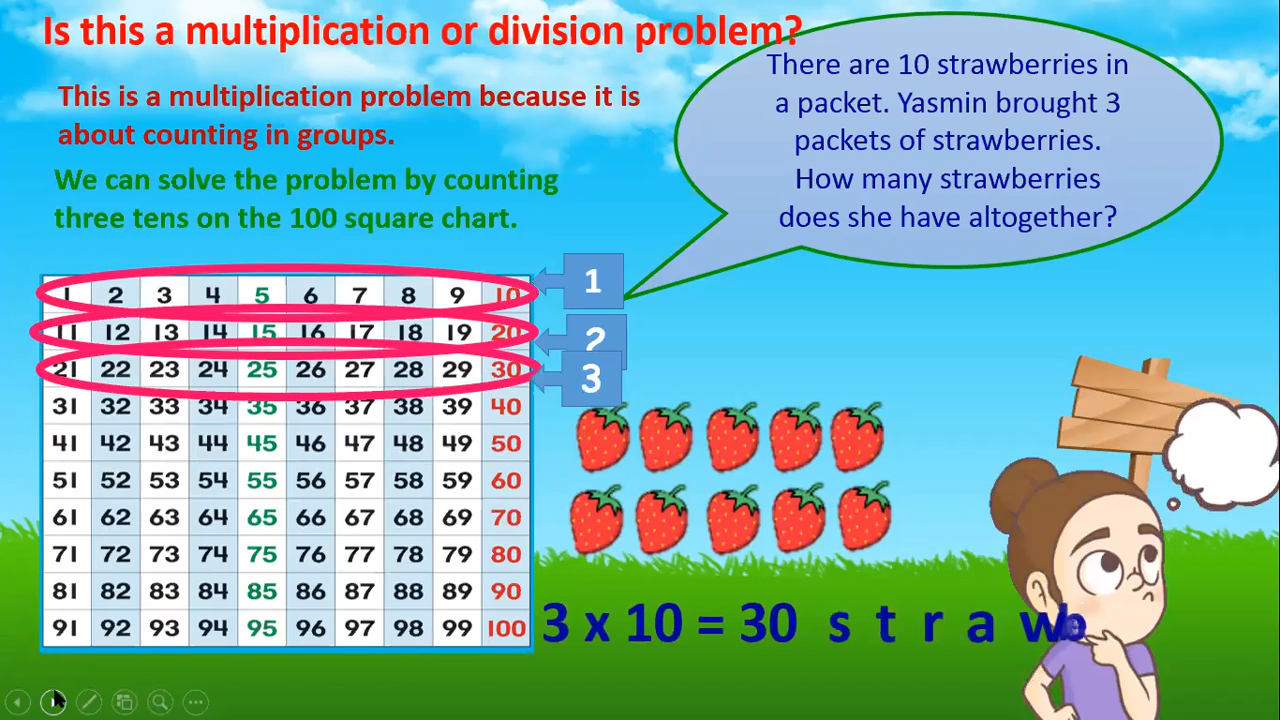 Is this a multiplication or division problem?
This is a multiplication problem because it is
about counting in groups.
We can solve the problem by counting
three tens on the 100 square chart.
There are 10 strawberries in
a packet. Yasmin brought 3
packets of strawberries.
How many strawberries
does she have altogether?
1 2 3 4 5 6 7 8 9 10
11 12 13 14 15 16 17 18 19 20
21 22 23 24 25 26 27 28 29 30
31 32 33 34 35 36 37 38 39 40
41 42 43 44 45 46 47 48 49 50
51 52 53 54 55 56 57 58 59 60
61 62 63 64 65 66 67 68 69 70
71 72 73 74 75 76 77 78 79 80
81 82 83 84 85 86 87 88 89 90
91 92 93 94 95 96 97 98 99 100
1
2
3
3 x 10 = 30 s t r a w